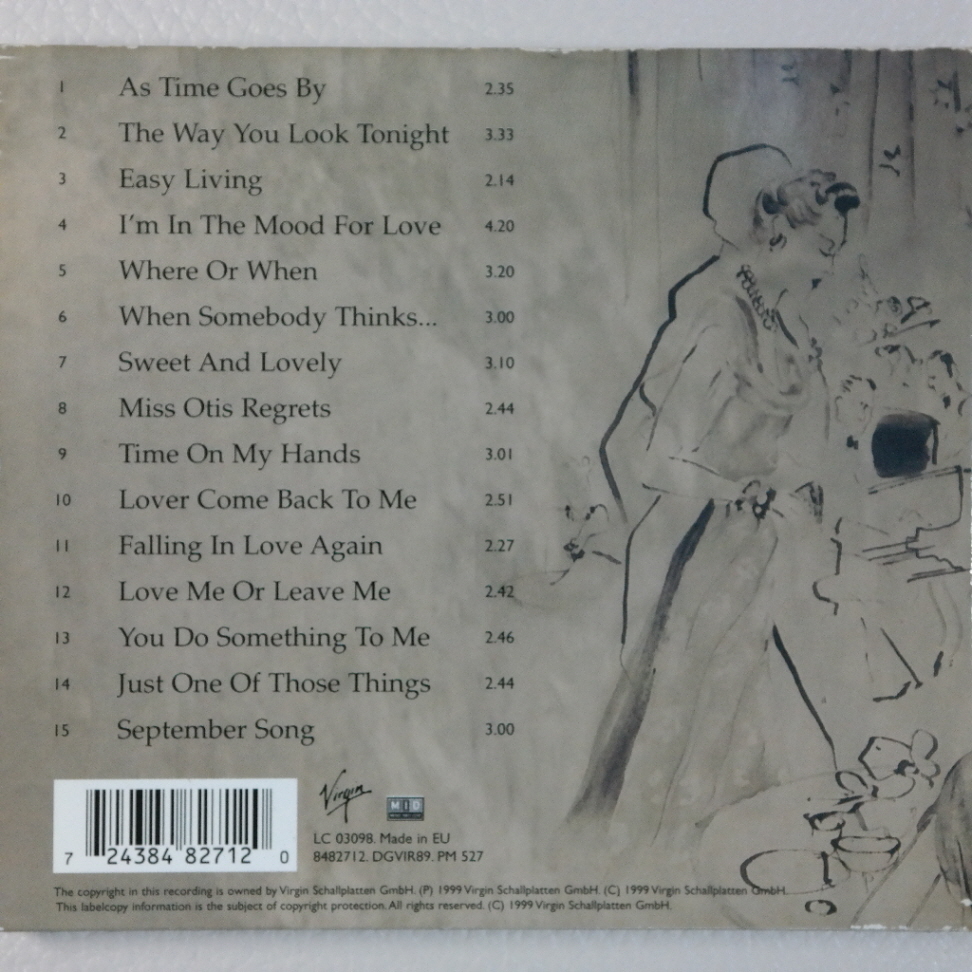 1 As Time Goes By 2.35
2 The Way You Look Tonight 3.33
3 Easy Living 2.14
4 I'm In The Mood For Love 4.20
5 Where Or When 3.20
6 When Somebody Thinks... 3.00
7 Sweet And Lovely 3.10
8 Miss Otis Regrets 2.44
9 Time On My Hands 3.01
10 Lover Come Back To Me 2.51
11 Falling In Love Again 2.27
12 Love Me Or Leave Me 2.42
13 You Do Something To Me 2.46
14 Just One Of Those Things 2.44
15 September Song 3.00
Virgin
MID
LC 03098. Made in EU
7 24384 82712 0
8482712. DGVIR89. PM 527
The copyright in this recording is owned by Virgin Schallplatten GmbH. (P) 1999 Virgin Schallplatten GmbH. (C) 1999 Virgin Schallplatten GmbH.
This labelcopy information is the subject of copyright protection. All rights reserved. (C) 1999 Virgin Schallplatten GmbH.